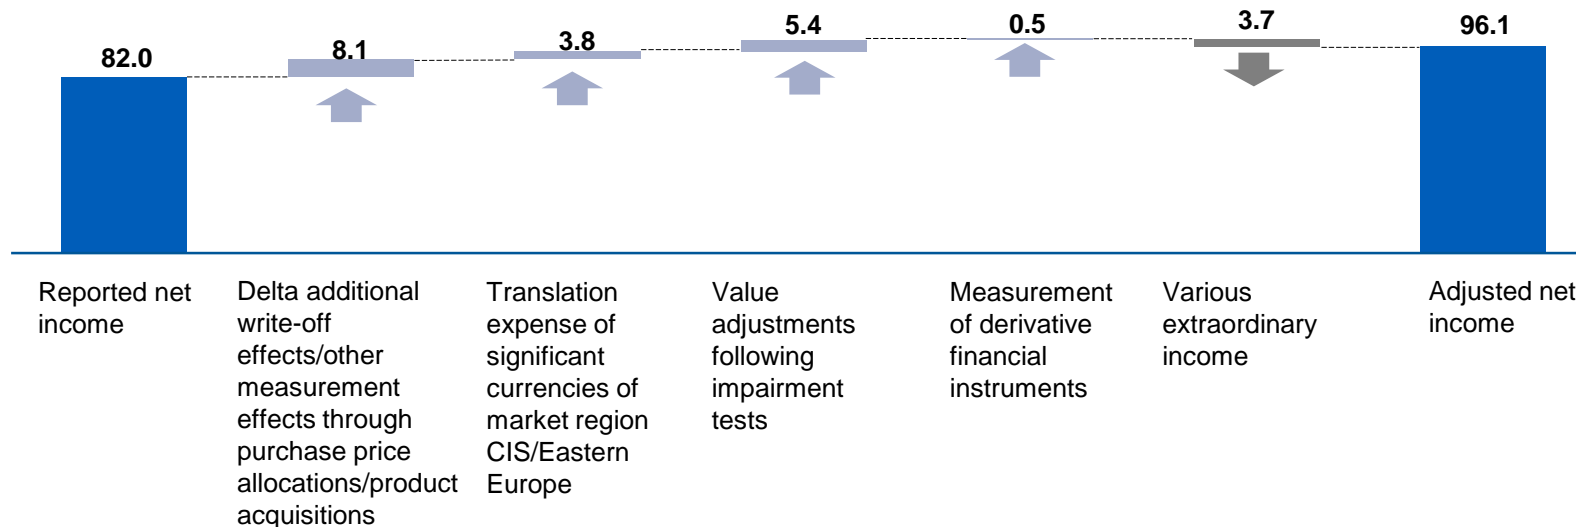 82.0
8.1
3.8
5.4
0.5
3.7
96.1
Reported net
income
Delta additional
write-off
effects/other
measurement
effects through
purchase price
allocations/product
acquisitions
Translation
expense of
significant
currencies of
market region
CIS/Eastern
Europe
Value
adjustments
following
impairment
tests
Measurement
of derivative
financial
instruments
Various
extraordinary
income
Adjusted net
income